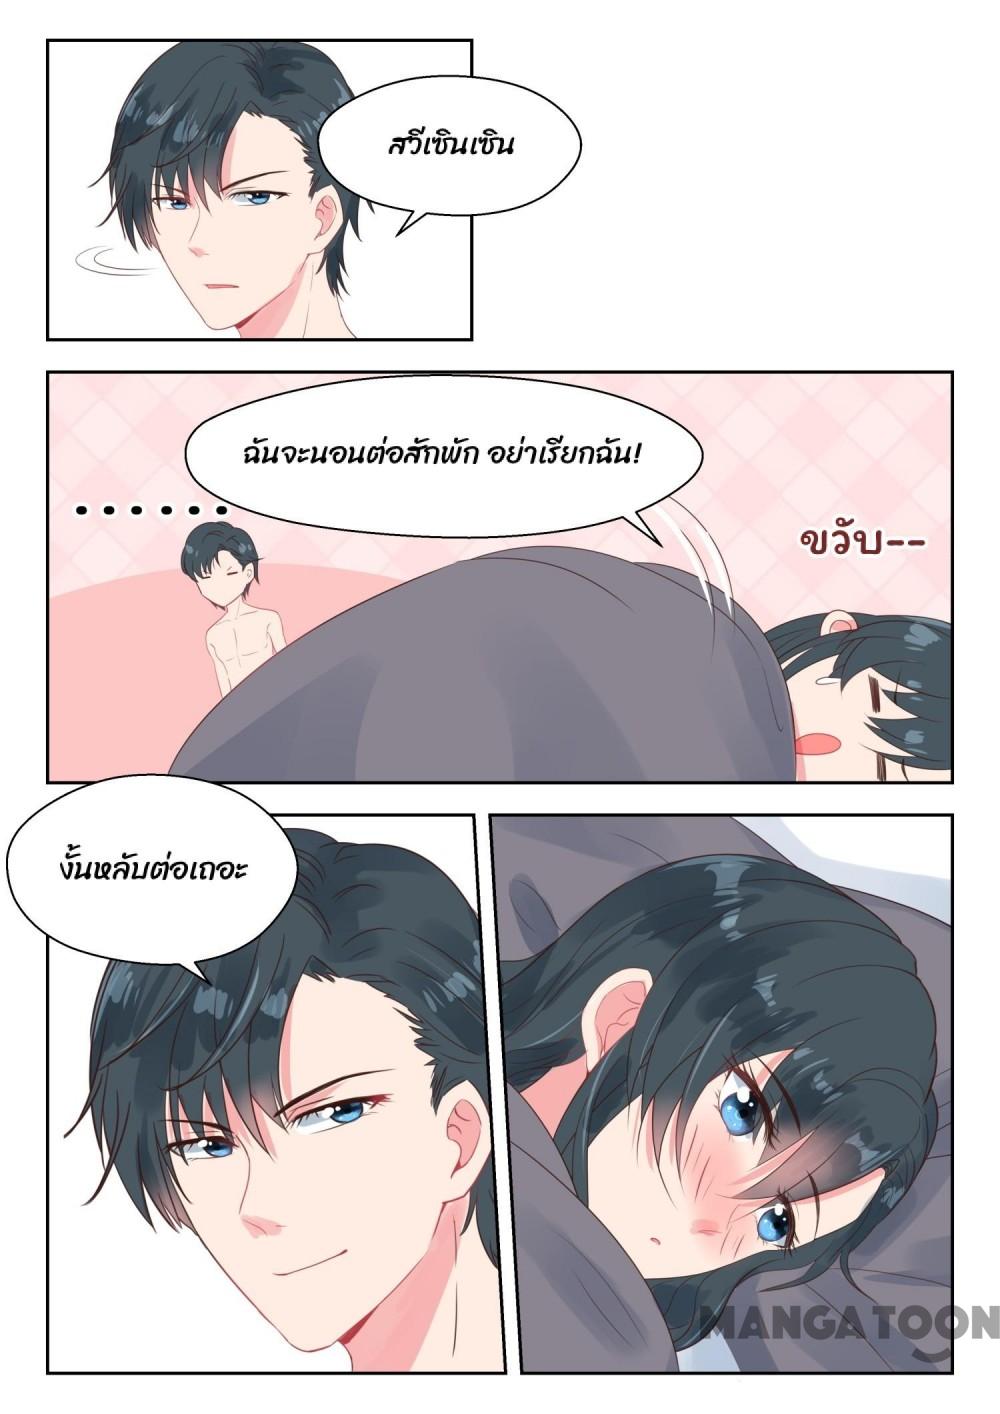 สวีเซินเซิน
ฉันจะนอนต่อสักพัก อย่าเรียกฉัน!
......
ขวับ--
งั้นหลับต่อเถอะ
MANGATOON